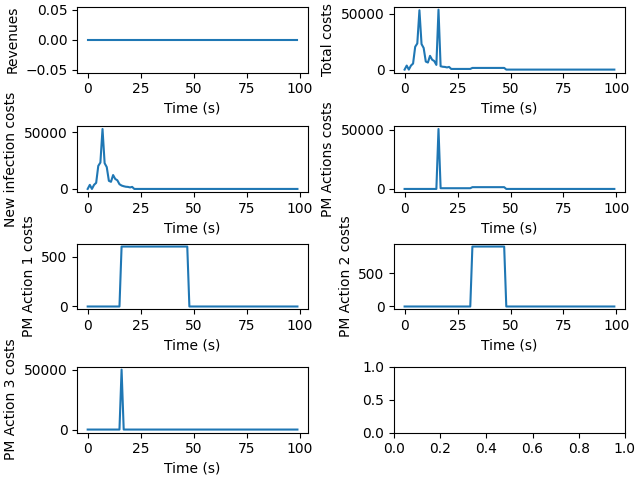 Revenues
0.05
0.00
−0.05
0 25 50 75 100
Time (s)
Total costs
50000
0
0 25 50 75 100
Time (s)
New infection costs
50000
0
0 25 50 75 100
Time (s)
PM Actions costs
50000
0
0 25 50 75 100
Time (s)
PM Action 1 costs
500
0
0 25 50 75 100
Time (s)
PM Action 2 costs
500
0
0 25 50 75 100
Time (s)
PM Action 3 costs
50000
0
0 25 50 75 100
Time (s)
1.0
0.5
0.0
0.0 0.2 0.4 0.6 0.8 1.0